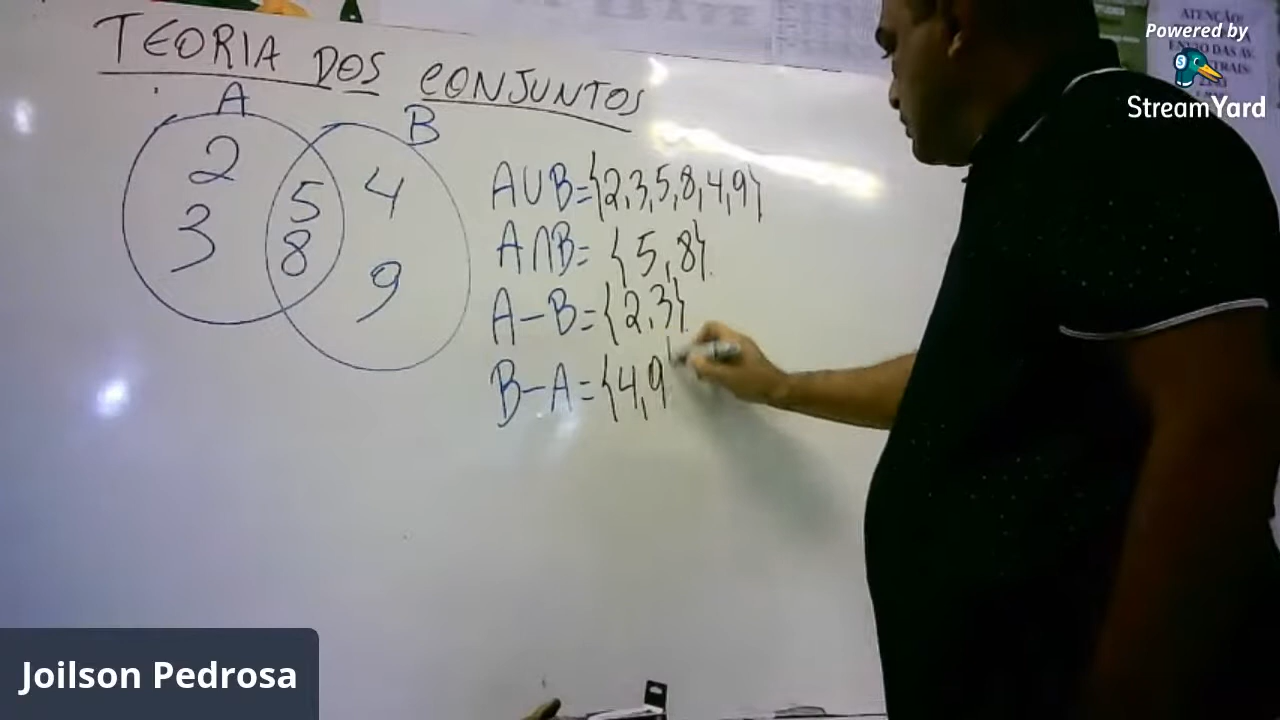 TEORIA DOS CONJUNTOS
A
B
2
3
5
8
4
9
A∪B={2,3,5,8,4,9}
A∩B= {5,8}.
A-B={2,3}.
B-A={4,9
Powered by
StreamYard
ATENÇÃO!
Joilson Pedrosa